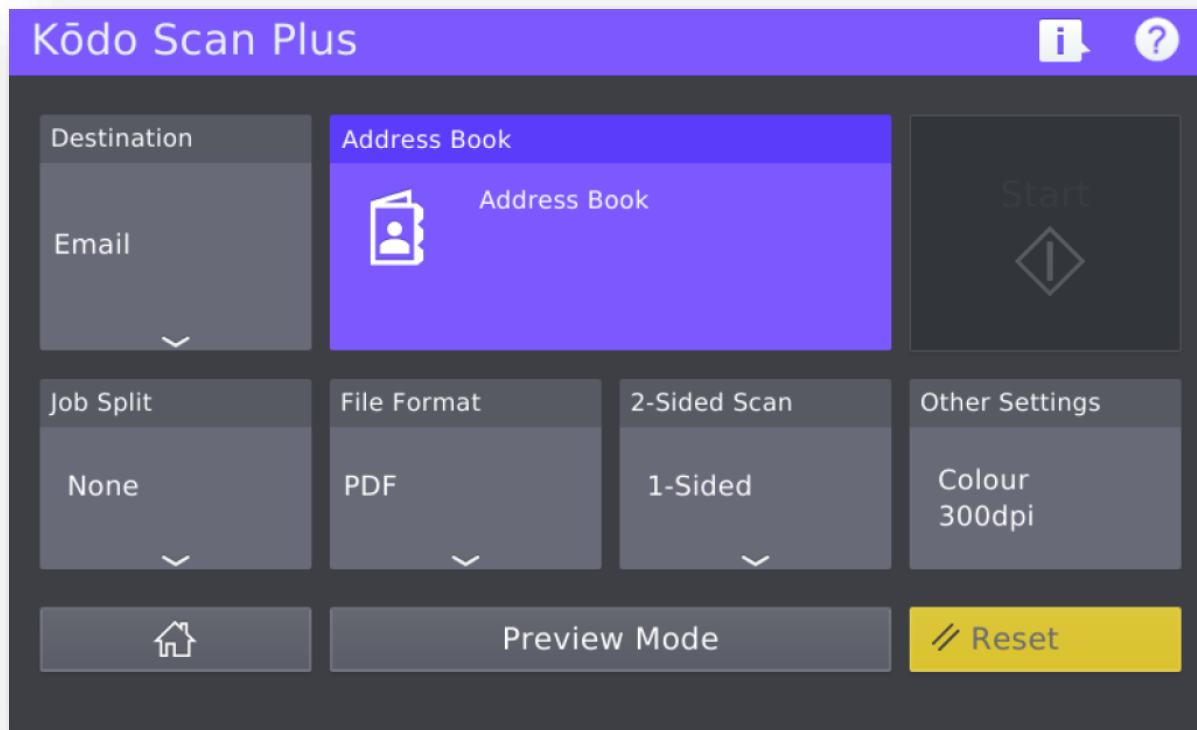 Kōdo Scan Plus
i
?
Destination
Address Book
Email
Address Book
Start
Job Split
File Format
2-Sided Scan
Other Settings
None
PDF
1-Sided
Colour
300dpi
Preview Mode
Reset